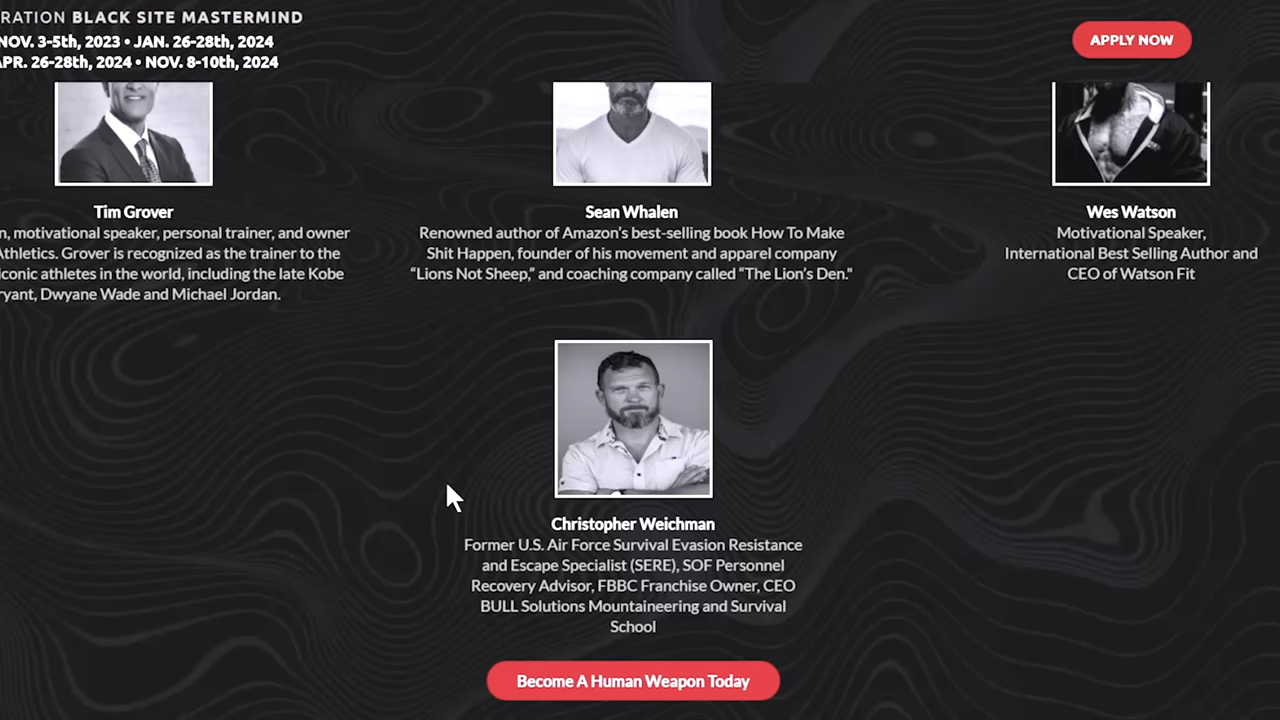 RATION BLACK SITE MASTERMIND
NOV. 3-5th, 2023 • JAN. 26-28th, 2024
APR. 26-28th, 2024 • NOV. 8-10th, 2024
APPLY NOW
Tim Grover
n, motivational speaker, personal trainer, and owner
Athletics. Grover is recognized as the trainer to the
iconic athletes in the world, including the late Kobe
ryant, Dwyane Wade and Michael Jordan.
Sean Whalen
Renowned author of Amazon's best-selling book How To Make
Shit Happen, founder of his movement and apparel company
“Lions Not Sheep,” and coaching company called “The Lion’s Den."
Wes Watson
Motivational Speaker,
International Best Selling Author and
CEO of Watson Fit
Christopher Weichman
Former U.S. Air Force Survival Evasion Resistance
and Escape Specialist (SERE), SOF Personnel
Recovery Advisor, FBBC Franchise Owner, CEO
BULL Solutions Mountaineering and Survival
School
Become A Human Weapon Today